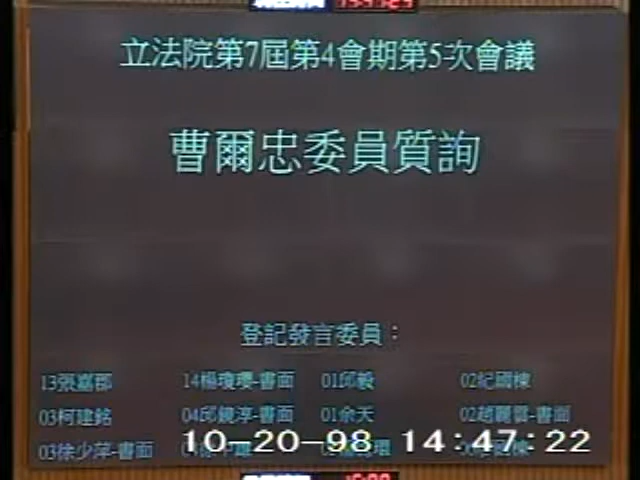 立法院第7屆第4會期第5次會議
曹爾忠委員質詢
登記發言委員：
13張嘉郡 14楊瓊瓔-書面 01邱毅 02紀國棟
03柯建銘 04邱鏡淳-書面 01余天 02趙麗雲-書面
03徐少萍-書面
10-20-98 14:47:22